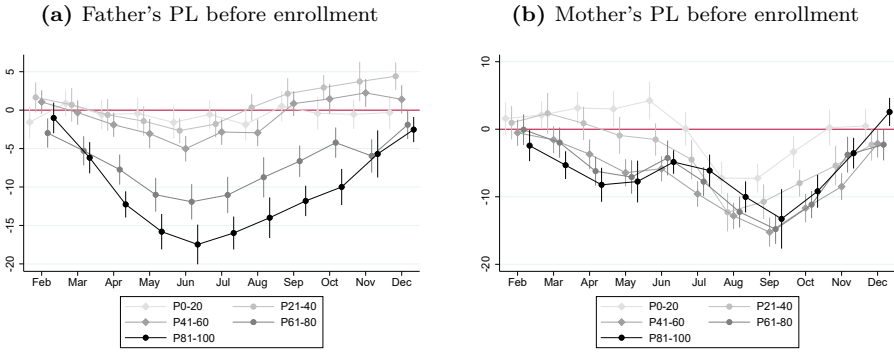 (a) Father's PL before enrollment
5
0
-5
-10
-15
-20
Feb Mar Apr May Jun Jul Aug Sep Oct Nov Dec
P0-20 P21-40
P41-60 P61-80
P81-100
(b) Mother's PL before enrollment
10
0
-10
-20
Feb Mar Apr May Jun Jul Aug Sep Oct Nov Dec
P0-20 P21-40
P41-60 P61-80
P81-100